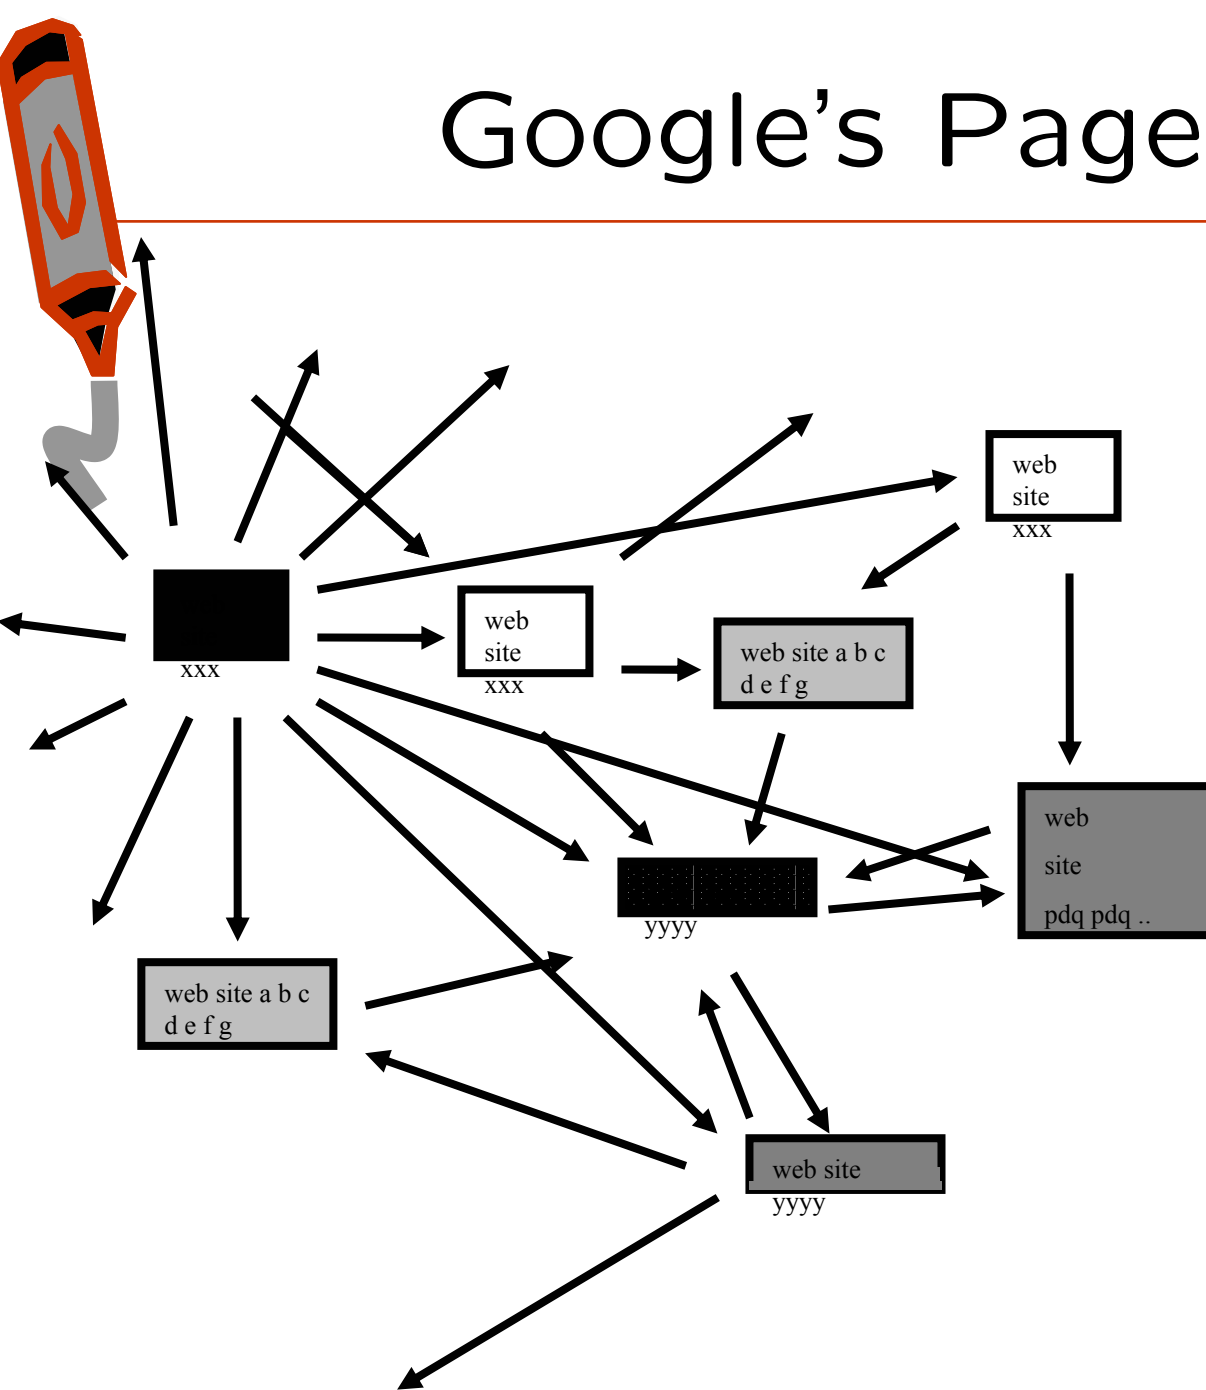 Google’s Page
web
site
xxx
xxx
web
site
xxx
web site a b c
d e f g
web
site
pdq pdq ..
yyyy
web site a b c
d e f g
web site
yyyy